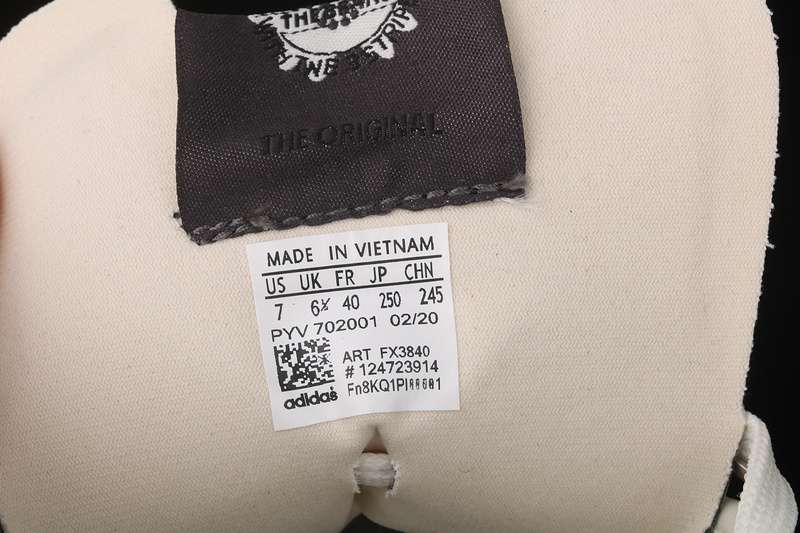 THE ORIGINAL
MADE IN VIETNAM
US UK FR JP CHN
7 6½ 40 250 245
PYV 702001 02/20
ART FX3840
# 124723914
adidas